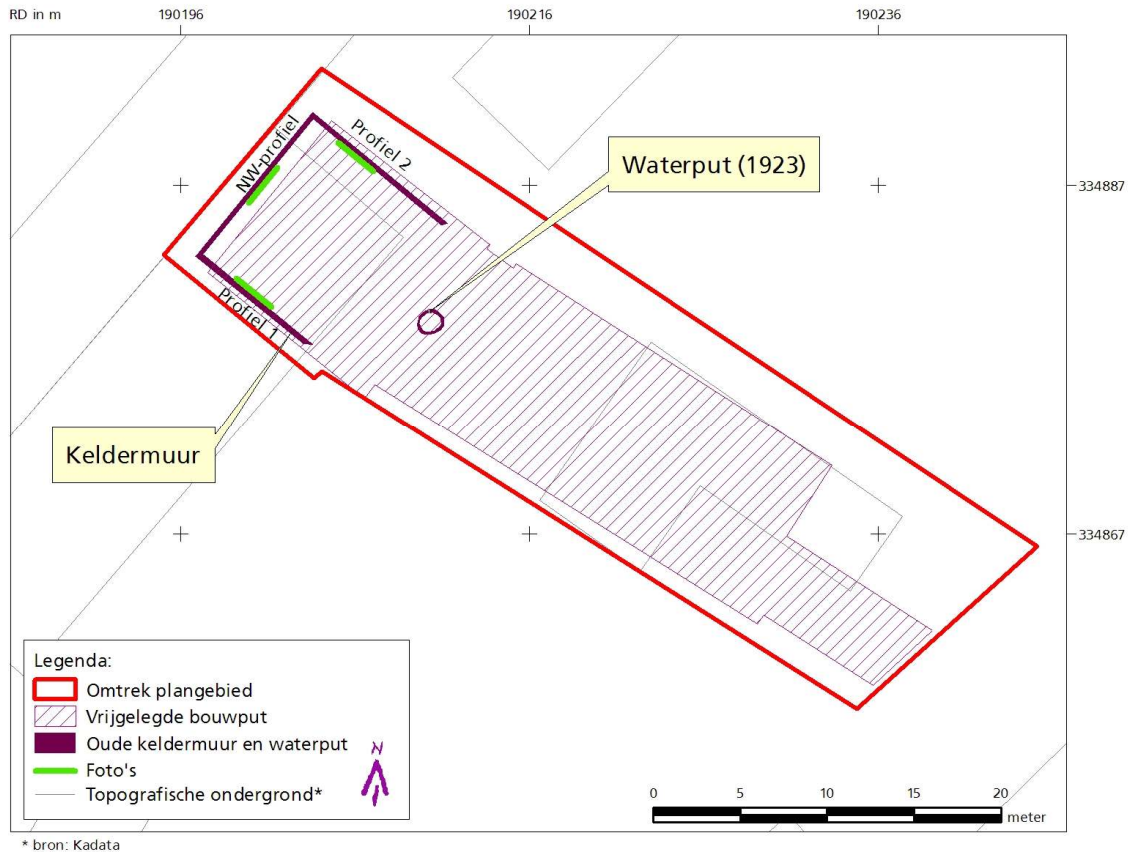 RD in m
190196
190216
190236
334887
334867
NW-profiel
Profiel 2
Waterput (1923)
Profiel 1
Keldermuur
Legenda:
Omtrek plangebied
Vrijgelegde bouwput
Oude keldermuur en waterput
Foto's
Topografische ondergrond*
N
0 5 10 15 20
meter
* bron: Kadata